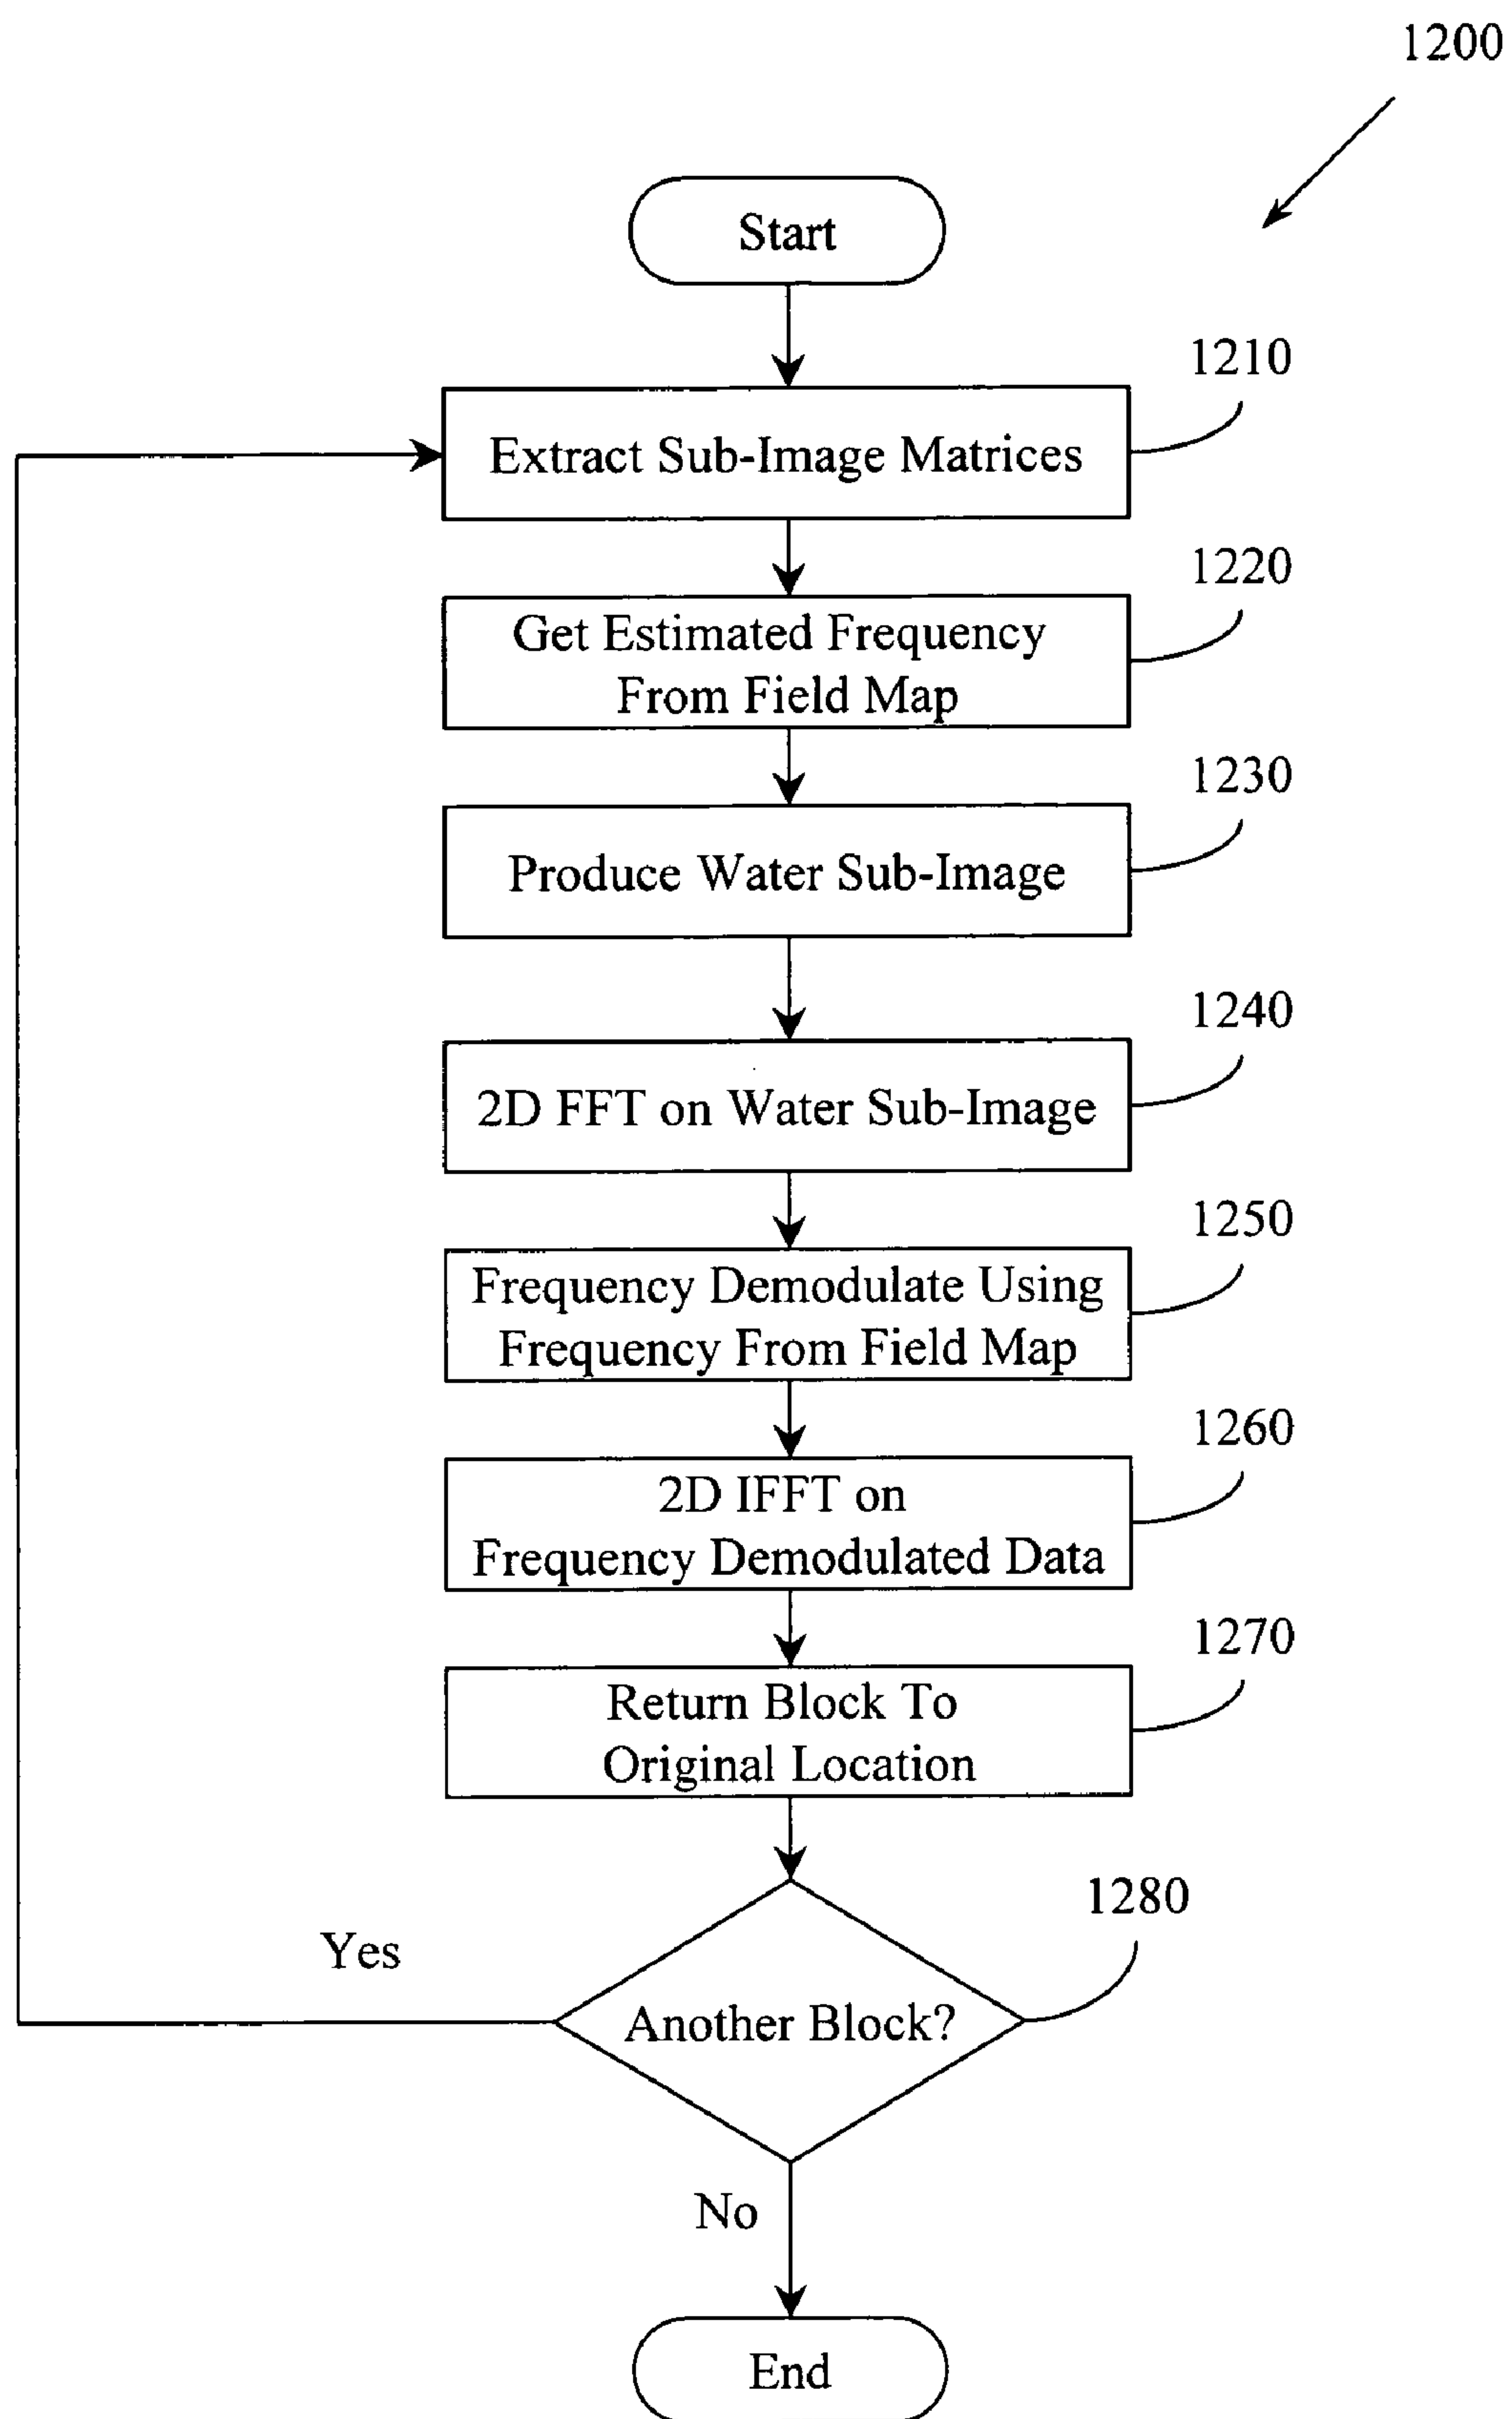 1200
Start
1210
Extract Sub-Image Matrices
1220
Get Estimated Frequency
From Field Map
1230
Produce Water Sub-Image
1240
2D FFT on Water Sub-Image
1250
Frequency Demodulate Using
Frequency From Field Map
1260
2D IFFT on
Frequency Demodulated Data
1270
Return Block To
Original Location
1280
Yes
Another Block?
No
End